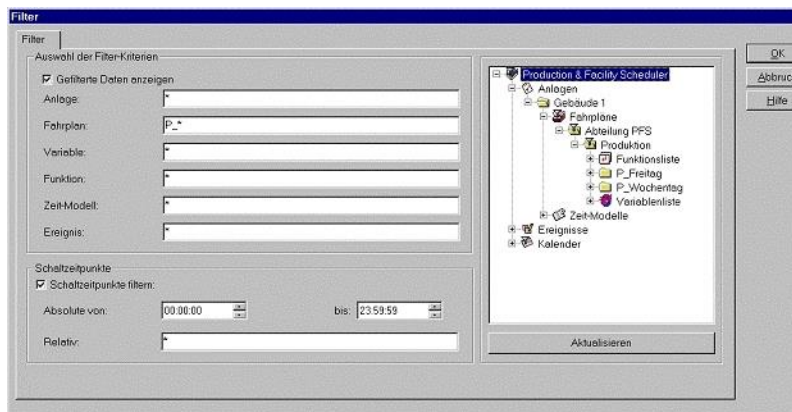 Filter
Filter
Auswahl der Filter-Kriterien
Gefilterte Daten anzeigen
Anlage: *
Fahrplan: P_*
Variable: *
Funktion: *
Zeit-Modell: *
Ereignis: *
Schaltzeitpunkte
Schaltzeitpunkte filtern:
Absolute von: 00:00:00 bis: 23:59:59
Relativ: *
Production & Facility Scheduler
Anlagen
Gebäude 1
Fahrpläne
Abteilung PFS
Produktion
Funktionsliste
P_Freitag
P_Wochentag
Variablenliste
Zeit-Modelle
Ereignisse
Kalender
Aktualisieren
OK
Abbruc
Hilfe